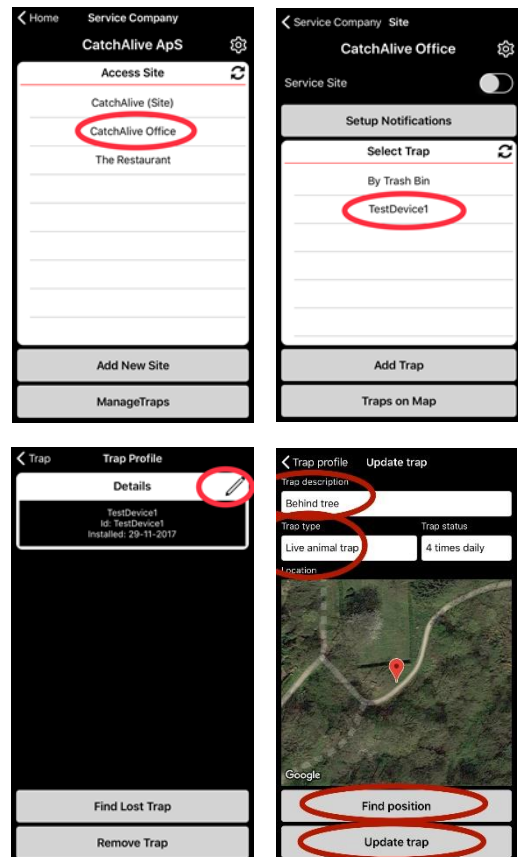 Home Service Company
CatchAlive ApS
Access Site
CatchAlive (Site)
CatchAlive Office
The Restaurant
Add New Site
ManageTraps
Service Company Site
CatchAlive Office
Service Site
Setup Notifications
Select Trap
By Trash Bin
TestDevice1
Add Trap
Traps on Map
Trap Trap Profile
Details
TestDevice1
Id: TestDevice1
Installed: 29-11-2017
Find Lost Trap
Remove Trap
Trap profile Update trap
Trap description
Behind tree
Trap type Trap status
Live animal trap 4 times daily
Location
Google
Find position
Update trap